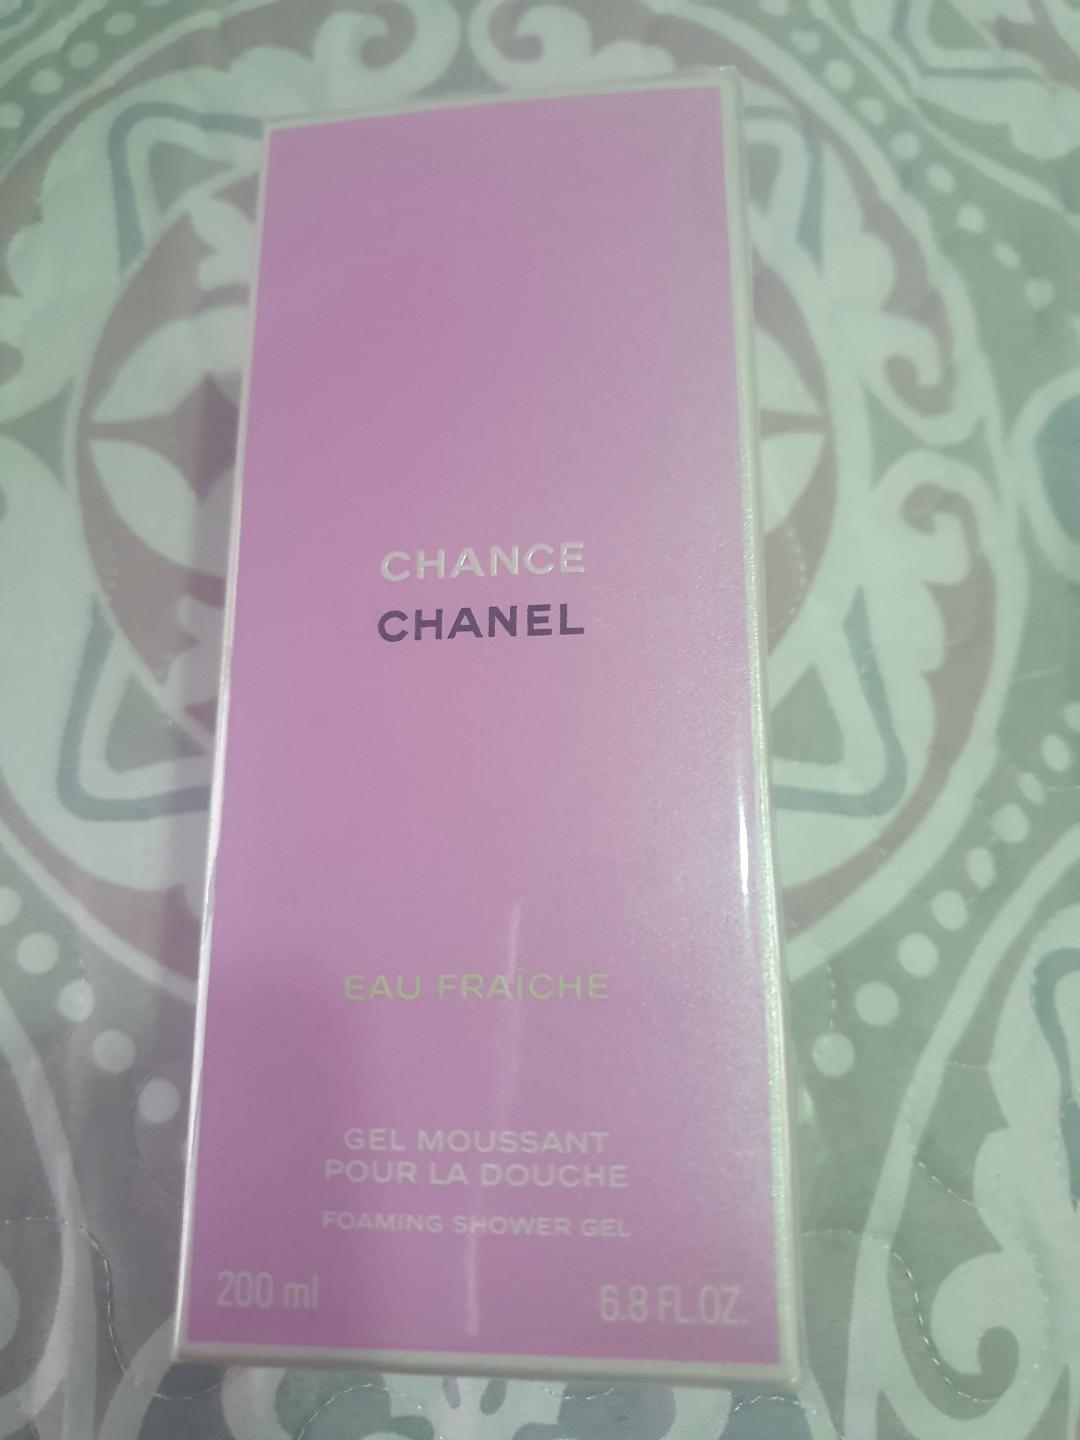 CHANCE
CHANEL
EAU FRAÎCHE
GEL MOUSSANT
POUR LA DOUCHE
FOAMING SHOWER GEL
200 ml 6.8 FL.OZ.